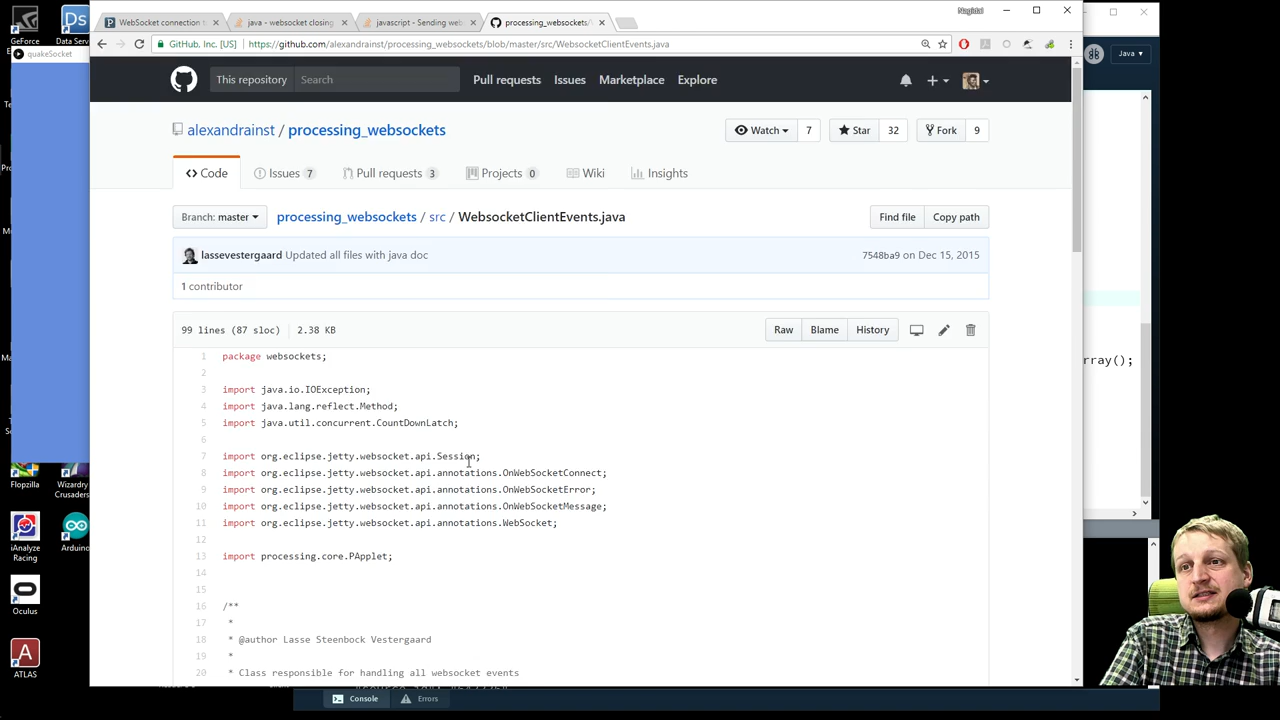 GeForce
Data Serv
quakeSocket
Flopzilla
Wizardry
Crusaders
iAnalyze
Racing
Arduino
Oculus
ATLAS
WebSocket connection t
java - websocket closing
javascript - Sending web
processing_websockets/
Nagidal
GitHub, Inc. [US]
https://github.com/alexandrainst/processing_websockets/blob/master/src/WebsocketClientEvents.java
This repository
Search
Pull requests
Issues
Marketplace
Explore
alexandrainst / processing_websockets
Watch
7
Star
32
Fork
9
Code
Issues 7
Pull requests 3
Projects 0
Wiki
Insights
Branch: master
processing_websockets / src / WebsocketClientEvents.java
Find file
Copy path
lassevestergaard Updated all files with java doc
7548ba9 on Dec 15, 2015
1 contributor
99 lines (87 sloc)
2.38 KB
Raw
Blame
History
1 package websockets;
2
3 import java.io.IOException;
4 import java.lang.reflect.Method;
5 import java.util.concurrent.CountDownLatch;
6
7 import org.eclipse.jetty.websocket.api.Session;
8 import org.eclipse.jetty.websocket.api.annotations.OnWebSocketConnect;
9 import org.eclipse.jetty.websocket.api.annotations.OnWebSocketError;
10 import org.eclipse.jetty.websocket.api.annotations.OnWebSocketMessage;
11 import org.eclipse.jetty.websocket.api.annotations.WebSocket;
12
13 import processing.core.PApplet;
14
15
16 /**
17 *
18 * @author Lasse Steenbock Vestergaard
19 *
20 * Class responsible for handling all websocket events
Java
rray();
Console
Errors